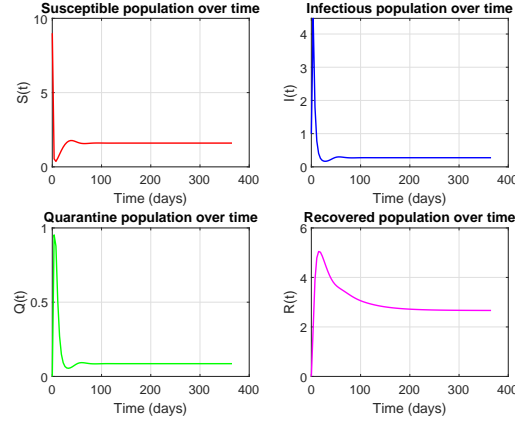 Susceptible population over time
10
5
0
S(t)
0 100 200 300 400
Time (days)
Infectious population over time
4
3
2
1
0
I(t)
0 100 200 300 400
Time (days)
Quarantine population over time
1
0.5
0
Q(t)
0 100 200 300 400
Time (days)
Recovered population over time
6
4
2
0
R(t)
0 100 200 300 400
Time (days)